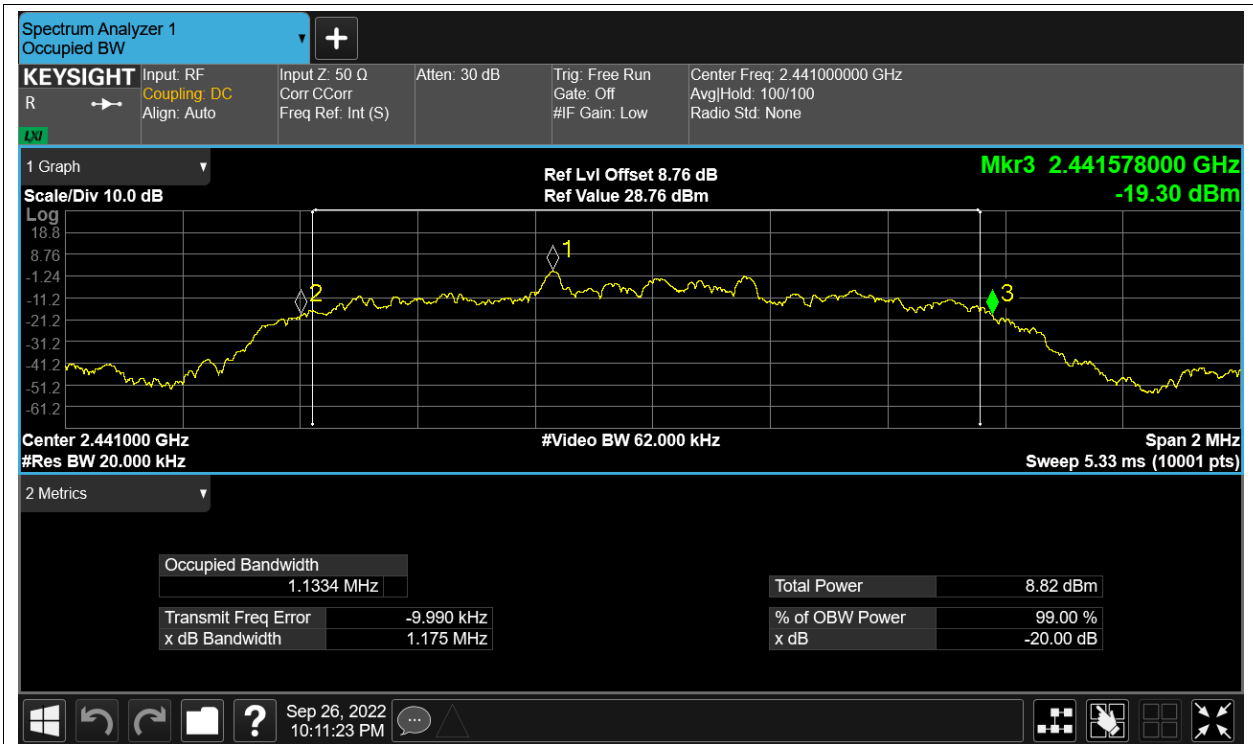 Spectrum Analyzer 1
Occupied BW
KEYSIGHT
R
LXI
Input: RF
Coupling: DC
Align: Auto
Input Z: 50 Ω
Corr CCorr
Freq Ref: Int (S)
Atten: 30 dB
Trig: Free Run
Gate: Off
#IF Gain: Low
Center Freq: 2.441000000 GHz
Avg|Hold: 100/100
Radio Std: None
1 Graph
Scale/Div 10.0 dB
Ref Lvl Offset 8.76 dB
Ref Value 28.76 dBm
Mkr3 2.441578000 GHz
-19.30 dBm
Log
18.8
8.76
-1.24
-11.2
-21.2
-31.2
-41.2
-51.2
-61.2
1
2
3
Center 2.441000 GHz
#Res BW 20.000 kHz
#Video BW 62.000 kHz
Span 2 MHz
Sweep 5.33 ms (10001 pts)
2 Metrics
Occupied Bandwidth
1.1334 MHz
Transmit Freq Error -9.990 kHz
x dB Bandwidth 1.175 MHz
Total Power 8.82 dBm
% of OBW Power 99.00 %
x dB -20.00 dB
?
Sep 26, 2022
10:11:23 PM